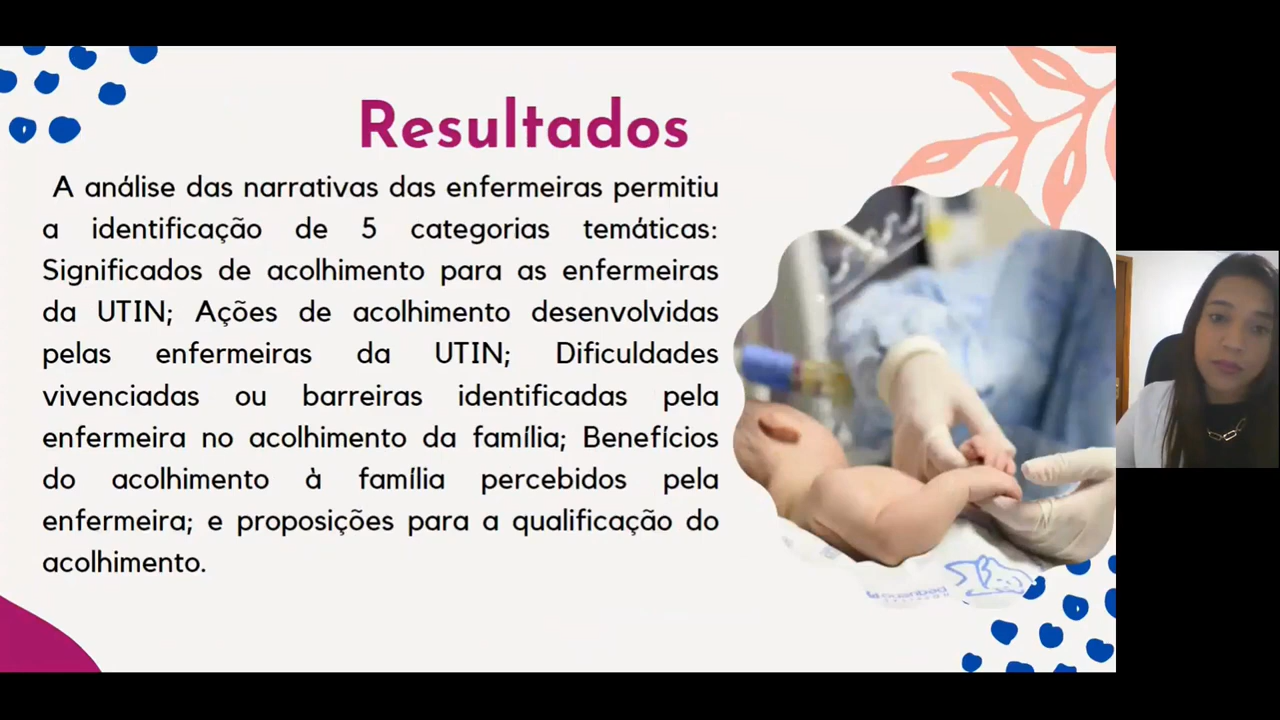 Resultados
A análise das narrativas das enfermeiras permitiu
a identificação de 5 categorias temáticas:
Significados de acolhimento para as enfermeiras
da UTIN; Ações de acolhimento desenvolvidas
pelas enfermeiras da UTIN; Dificuldades
vivenciadas ou barreiras identificadas pela
enfermeira no acolhimento da família; Benefícios
do acolhimento à família percebidos pela
enfermeira; e proposições para a qualificação do
acolhimento.